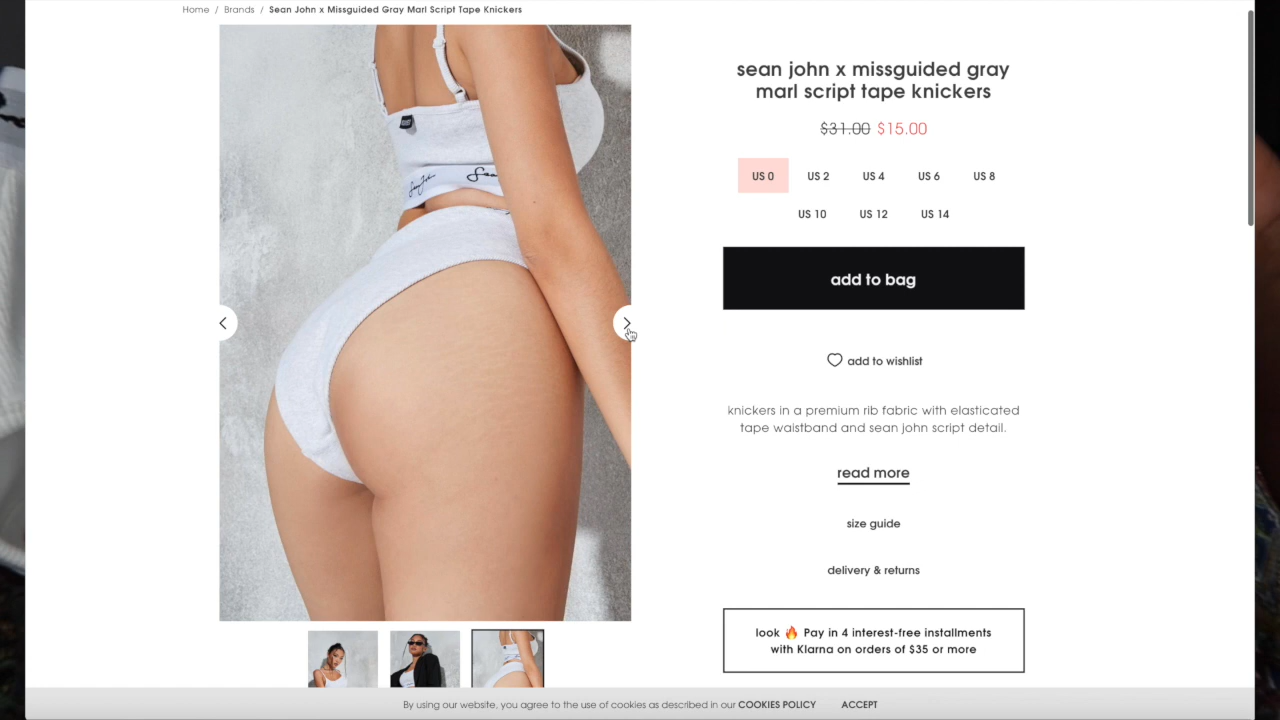 Home / Brands / Sean John x Missguided Gray Marl Script Tape Knickers
sean john x missguided gray
marl script tape knickers
$31.00 $15.00
US 0 US 2 US 4 US 6 US 8
US 10 US 12 US 14
add to bag
add to wishlist
knickers in a premium rib fabric with elasticated
tape waistband and sean john script detail.
read more
size guide
delivery & returns
look 🔥 Pay in 4 interest-free installments
with Klarna on orders of $35 or more
By using our website, you agree to the use of cookies as described in our COOKIES POLICY ACCEPT